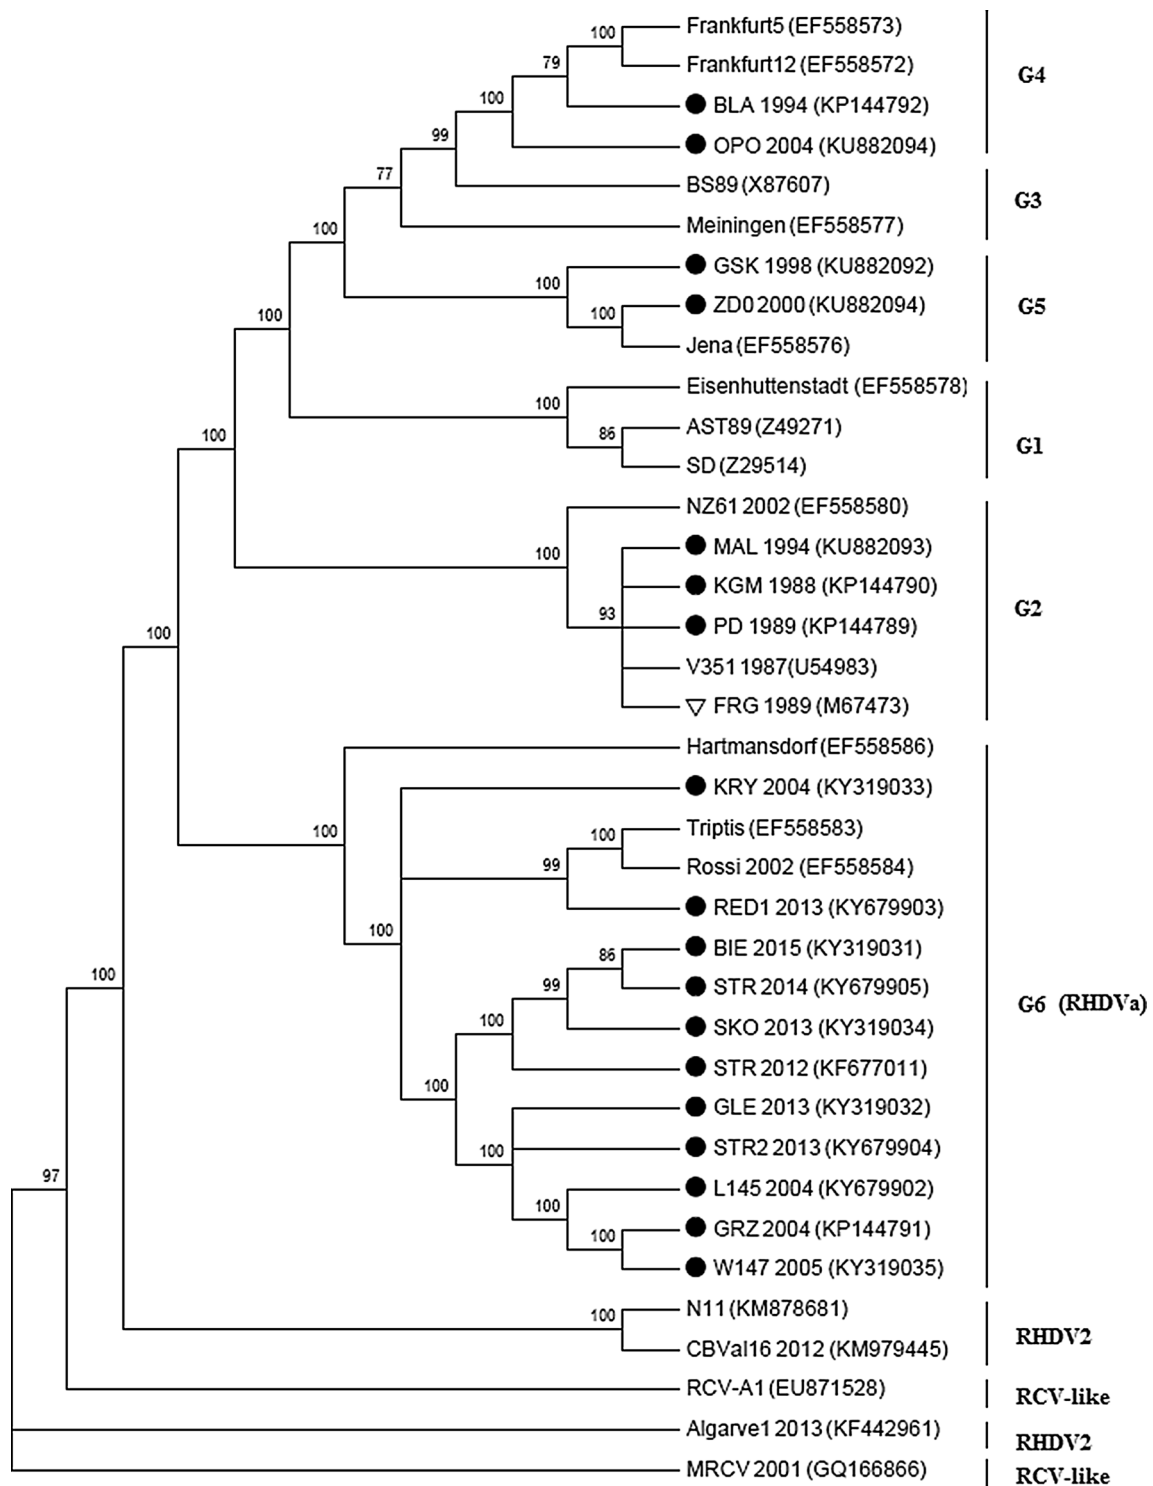 Frankfurt5 (EF558573)
100
79
Frankfurt12 (EF558572)
G4
100
BLA 1994 (KP144792)
99
OPO 2004 (KU882094)
77
BS89 (X87607)
G3
100
Meiningen (EF558577)
GSK 1998 (KU882092)
100
ZD0 2000 (KU882094)
G5
100
100
Jena (EF558576)
Eisenhuttenstadt (EF558578)
100
100
AST89 (Z49271)
86
G1
SD (Z29514)
NZ61 2002 (EF558580)
100
MAL 1994 (KU882093)
KGM 1988 (KP144790)
93
G2
100
PD 1989 (KP144789)
V351 1987(U54983)
FRG 1989 (M67473)
Hartmansdorf (EF558586)
KRY 2004 (KY319033)
100
Triptis (EF558583)
100
99
Rossi 2002 (EF558584)
RED1 2013 (KY679903)
100
BIE 2015 (KY319031)
86
100
99
STR 2014 (KY679905)
G6 (RHDVa)
100
SKO 2013 (KY319034)
STR 2012 (KF677011)
100
GLE 2013 (KY319032)
100
STR2 2013 (KY679904)
97
L145 2004 (KY679902)
100
GRZ 2004 (KP144791)
100
W147 2005 (KY319035)
100
N11 (KM878681)
RHDV2
CBVal16 2012 (KM979445)
RCV-A1 (EU871528)
RCV-like
Algarve1 2013 (KF442961)
RHDV2
MRCV 2001 (GQ166866)
RCV-like